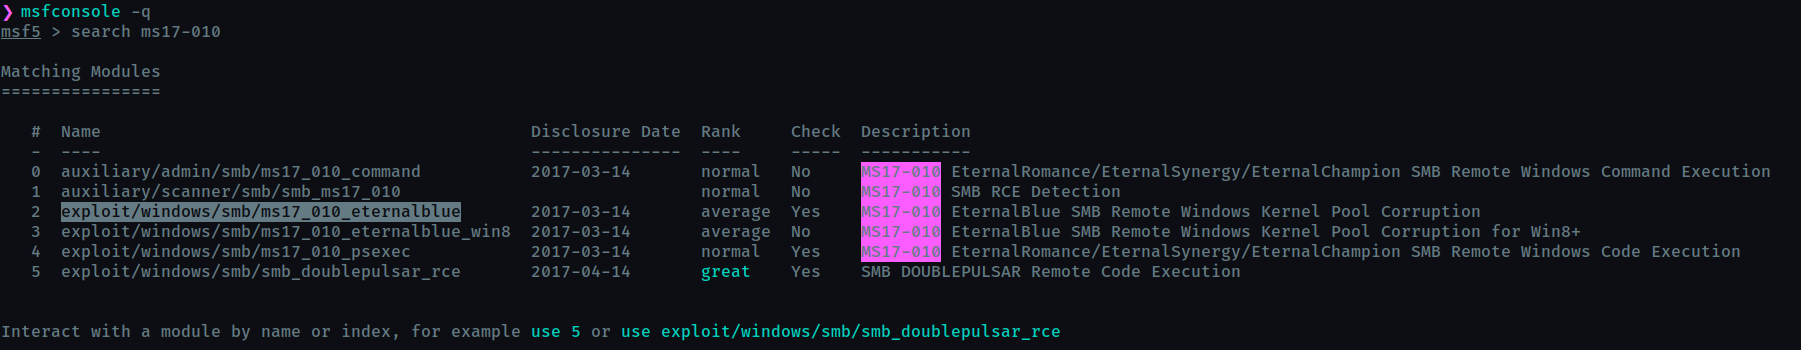 ❯ msfconsole -q
msf5 > search ms17-010
Matching Modules
================
#  Name                                      Disclosure Date  Rank     Check  Description
-  ----                                      ---------------  ----     -----  -----------
0  auxiliary/admin/smb/ms17_010_command      2017-03-14       normal   No     MS17-010 EternalRomance/EternalSynergy/EternalChampion SMB Remote Windows Command Execution
1  auxiliary/scanner/smb/smb_ms17_010                         normal   No     MS17-010 SMB RCE Detection
2  exploit/windows/smb/ms17_010_eternalblue  2017-03-14       average  Yes    MS17-010 EternalBlue SMB Remote Windows Kernel Pool Corruption
3  exploit/windows/smb/ms17_010_eternalblue_win8  2017-03-14  average  No     MS17-010 EternalBlue SMB Remote Windows Kernel Pool Corruption for Win8+
4  exploit/windows/smb/ms17_010_psexec       2017-03-14       normal   Yes    MS17-010 EternalRomance/EternalSynergy/EternalChampion SMB Remote Windows Code Execution
5  exploit/windows/smb/smb_doublepulsar_rce  2017-04-14       great    Yes    SMB DOUBLEPULSAR Remote Code Execution
Interact with a module by name or index, for example use 5 or use exploit/windows/smb/smb_doublepulsar_rce